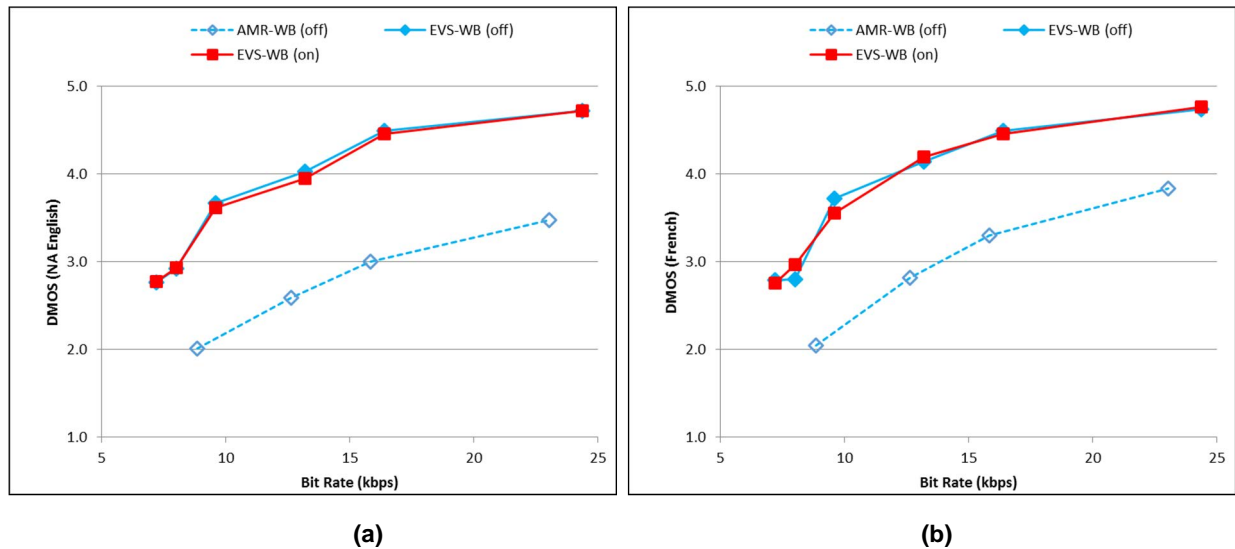 AMR-WB (off) EVS-WB (off)
EVS-WB (on)
5.0
4.0
3.0
2.0
1.0
DMOS (NA English)
5 10 15 20 25
Bit Rate (kbps)
(a)
AMR-WB (off) EVS-WB (off)
EVS-WB (on)
5.0
4.0
3.0
2.0
1.0
DMOS (French)
5 10 15 20 25
Bit Rate (kbps)
(b)